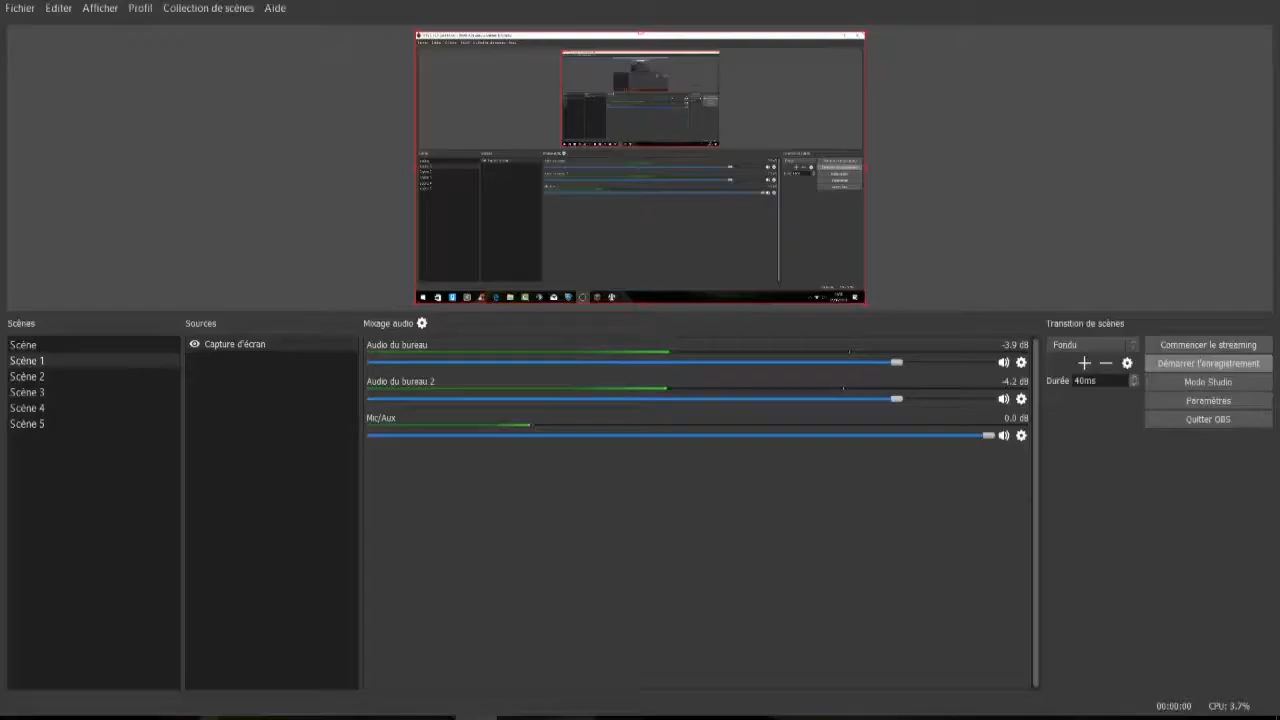 Fichier Éditer Afficher Profil Collection de scènes Aide
Scènes
Scène
Scène 1
Scène 2
Scène 3
Scène 4
Scène 5
Sources
Capture d'écran
Mixage audio
Audio du bureau -3.9 dB
Audio du bureau 2 -4.2 dB
Mic/Aux 0.0 dB
Transition de scènes
Fondu
Durée 40ms
Commencer le streaming
Démarrer l'enregistrement
Mode Studio
Paramètres
Quitter OBS
00:00:00 CPU: 3.7%